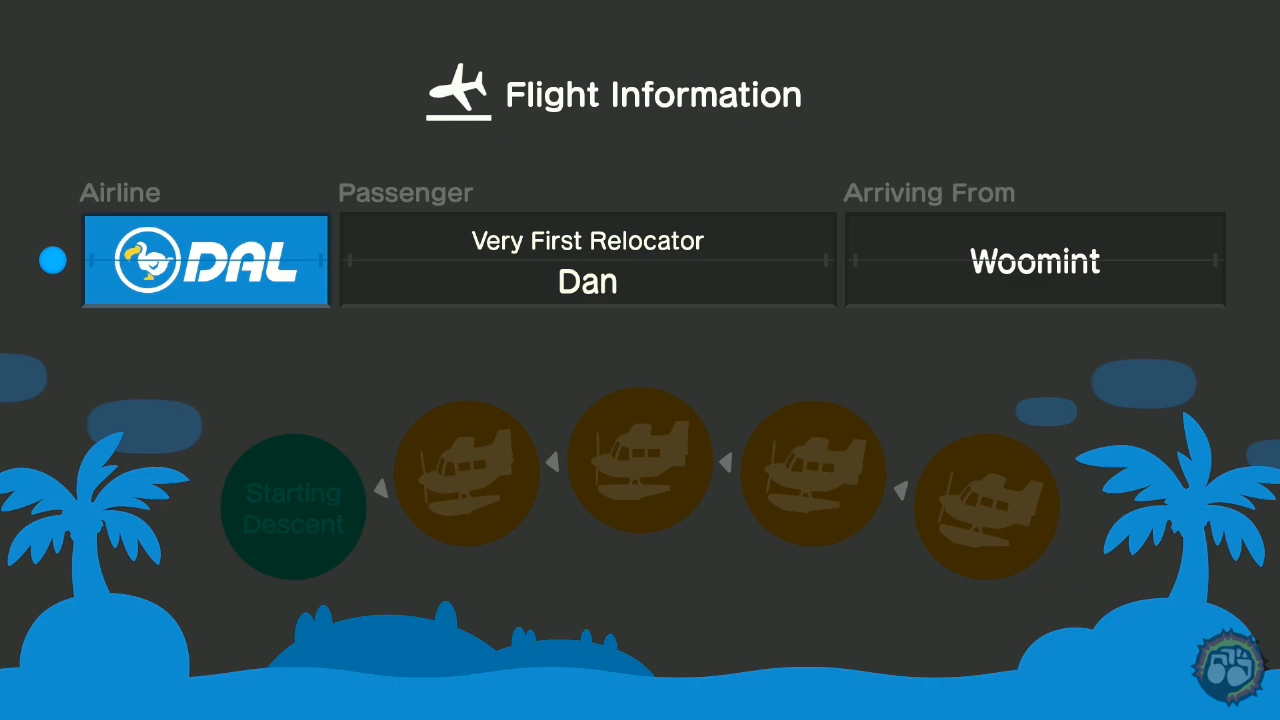 Flight Information
Airline
Passenger
Arriving From
DAL
Very First Relocator
Dan
Woomint
Starting
Descent